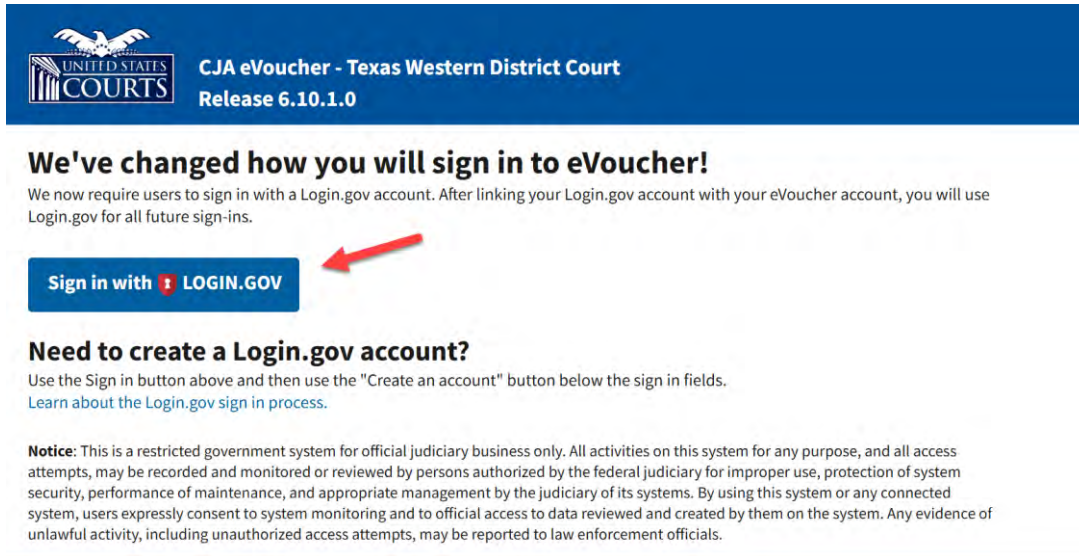 UNITED STATES
COURTS
CJA eVoucher - Texas Western District Court
Release 6.10.1.0
We've changed how you will sign in to eVoucher!
We now require users to sign in with a Login.gov account. After linking your Login.gov account with your eVoucher account, you will use
Login.gov for all future sign-ins.
Sign in with LOGIN.GOV
Need to create a Login.gov account?
Use the Sign in button above and then use the "Create an account" button below the sign in fields.
Learn about the Login.gov sign in process.
Notice: This is a restricted government system for official judiciary business only. All activities on this system for any purpose, and all access
attempts, may be recorded and monitored or reviewed by persons authorized by the federal judiciary for improper use, protection of system
security, performance of maintenance, and appropriate management by the judiciary of its systems. By using this system or any connected
system, users expressly consent to system monitoring and to official access to data reviewed and created by them on the system. Any evidence of
unlawful activity, including unauthorized access attempts, may be reported to law enforcement officials.